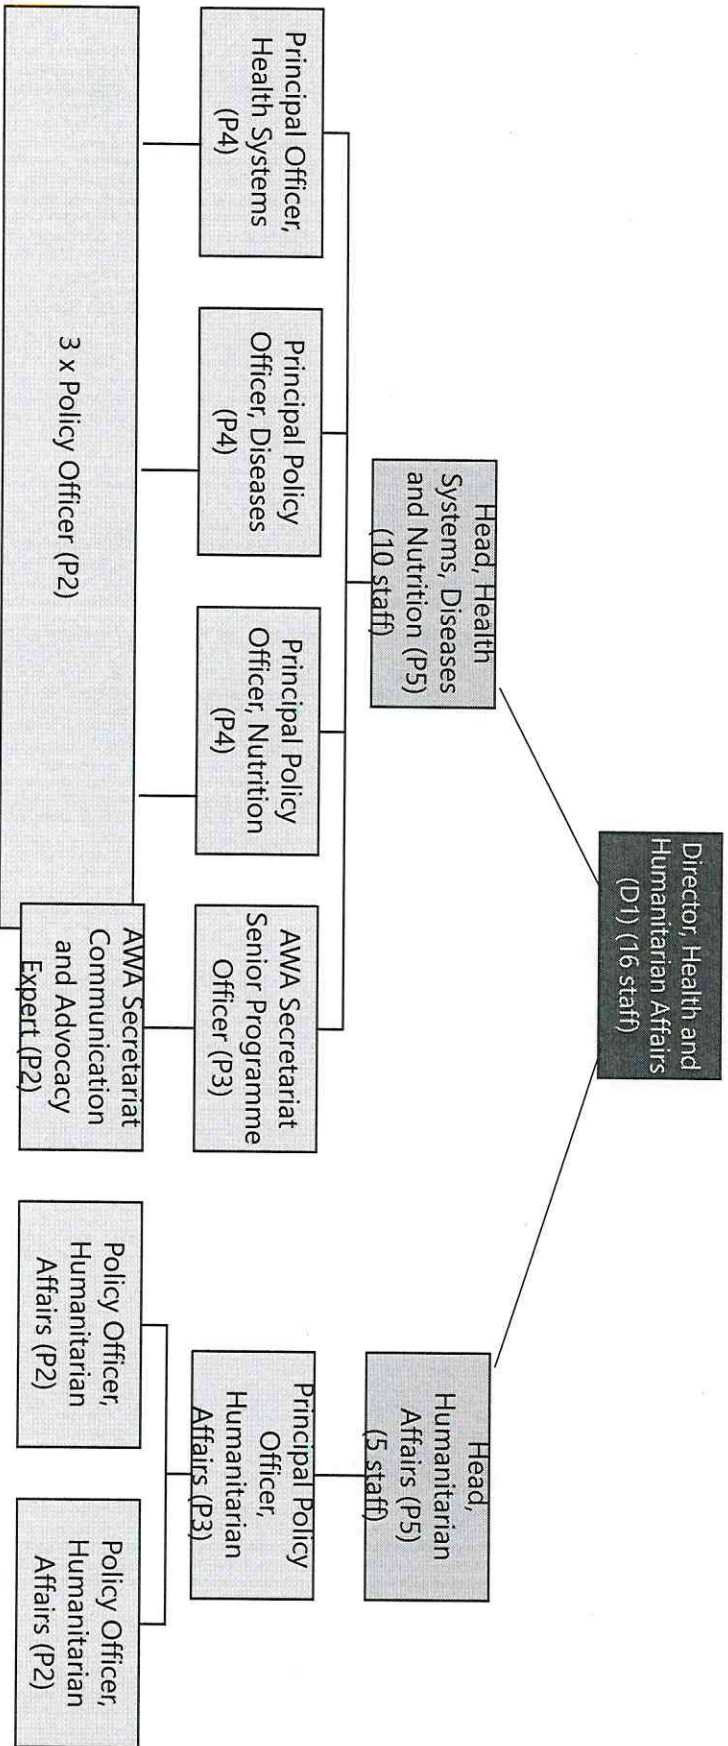 Director, Health and
Humanitarian Affairs
(D1) (16 staff)
Head, Health
Systems, Diseases
and Nutrition (P5)
(10 staff)
Head,
Humanitarian
Affairs (P5)
(5 staff)
Principal Officer,
Health Systems
(P4)
Principal Policy
Officer, Diseases
(P4)
Principal Policy
Officer, Nutrition
(P4)
AWA Secretariat
Senior Programme
Officer (P3)
Principal Policy
Officer,
Humanitarian
Affairs (P3)
3 x Policy Officer (P2)
AWA Secretariat
Communication
and Advocacy
Expert (P2)
Policy Officer,
Humanitarian
Affairs (P2)
Policy Officer,
Humanitarian
Affairs (P2)